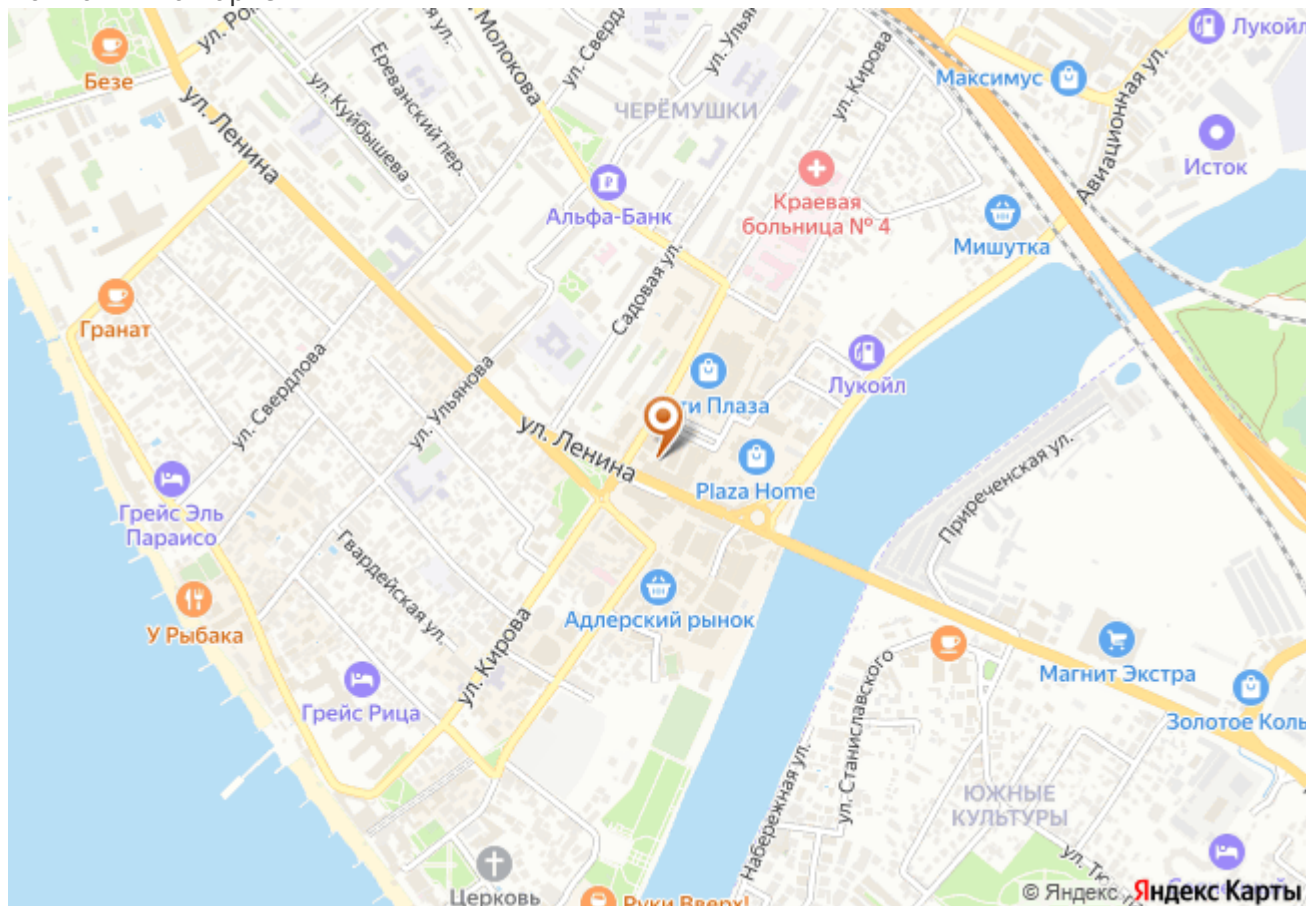 Безе
ул. Ленина
ул. Куйбышева
Ереванский пер.
Молокова
ул. Кирова
ЧЕРЁМУШКИ
Альфа-Банк
Краевая
больница № 4
Максимус
Лукойл
Авиационная ул.
Исток
Мишутка
Садовая ул.
Гранат
ул. Свердлова
ул. Ульянова
Лукойл
Плаза
ул. Ленина
Plaza Home
Приреченская ул.
Грейс Эль
Параисо
Гвардейская ул.
У Рыбака
Адлерский рынок
ул. Кирова
Грейс Рица
Магнит Экстра
Золотое Коль
ул. Станиславского
Набережная ул.
ЮЖНЫЕ
КУЛЬТУРЫ
Церковь
Руки Вверх!
© Яндекс Яндекс Карты